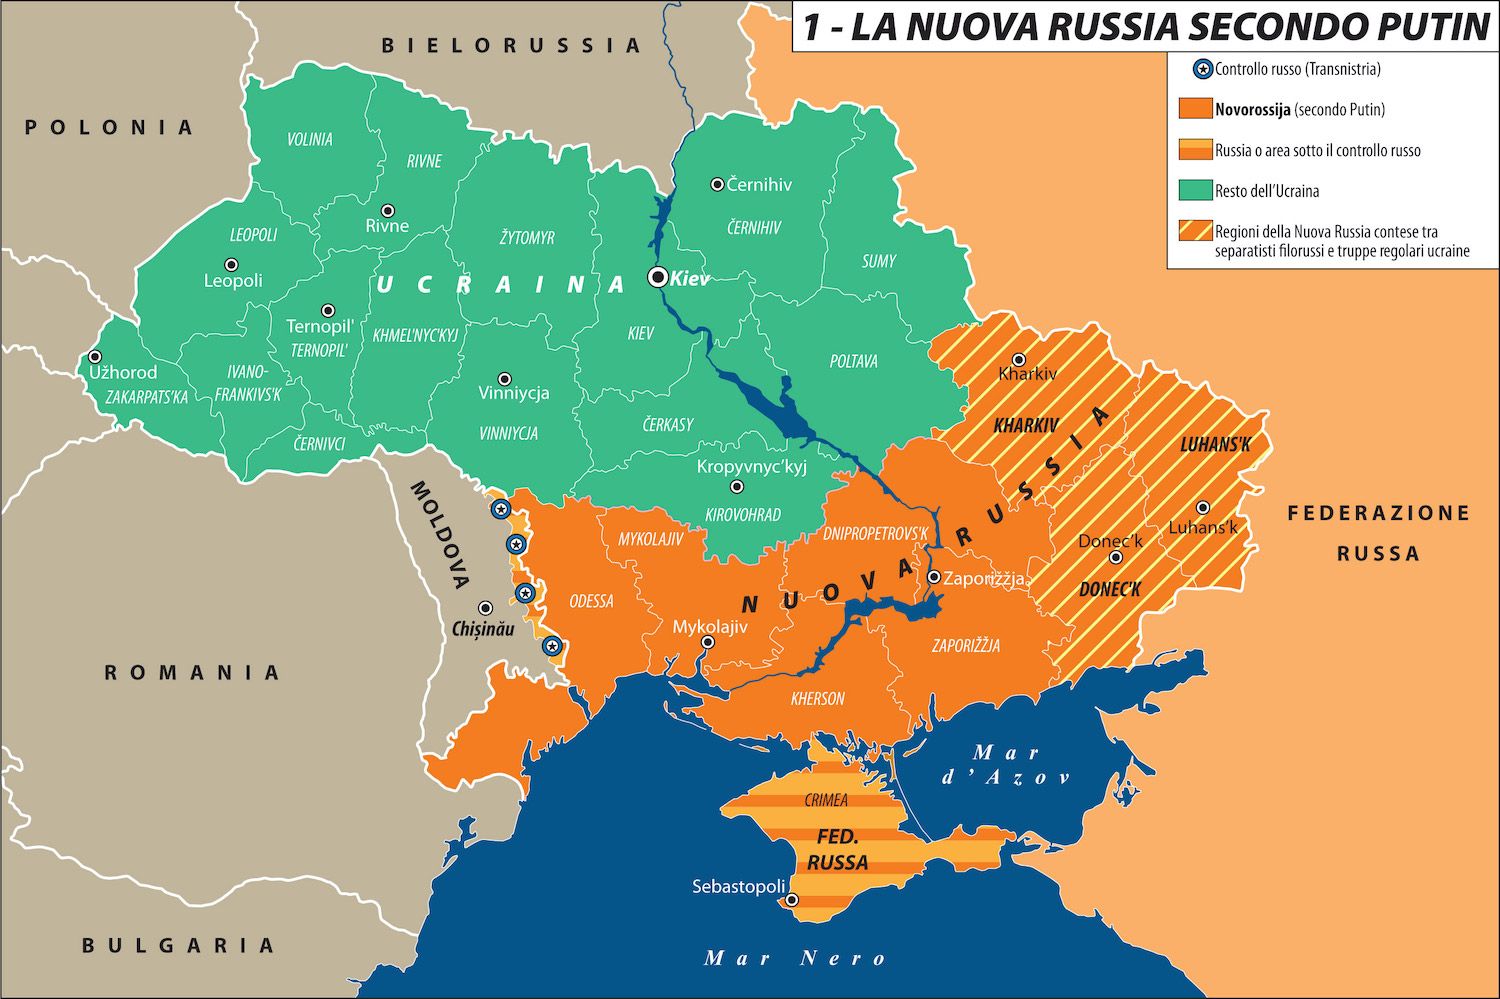 1 - LA NUOVA RUSSIA SECONDO PUTIN
Controllo russo (Transnistria)
Novorossija (secondo Putin)
Russia o area sotto il controllo russo
Resto dell'Ucraina
Regioni della Nuova Russia contese tra
separatisti filorussi e truppe regolari ucraine
BIELORUSSIA
POLONIA
VOLINIA
RIVNE
Rivne
Černihiv
ČERNIHIV
LEOPOLI
Leopoli
ŽYTOMYR
SUMY
UCRAINA
Kiev
KIEV
Ternopil'
TERNOPIL'
KHMEL'NYC'KYJ
Užhorod
ZAKARPATS'KA
IVANO-
FRANKIVS'K
Vinniycja
VINNIYCJA
ČERNIVCI
POLTAVA
ČERKASY
Kropyvnyc'kyj
KIROVOHRAD
Kharkiv
KHARKIV
LUHANS'K
Luhans'k
Donec'k
DONEC'K
FEDERAZIONE
RUSSA
MOLDOVA
Chișinău
NUOVA RUSSIA
MYKOLAJIV
DNIPROPETROVS'K
Zaporižžja
ZAPORIŽŽJA
ODESSA
Mykolajiv
KHERSON
ROMANIA
BULGARIA
Mar
d'Azov
CRIMEA
FED.
RUSSA
Sebastopoli
Mar Nero